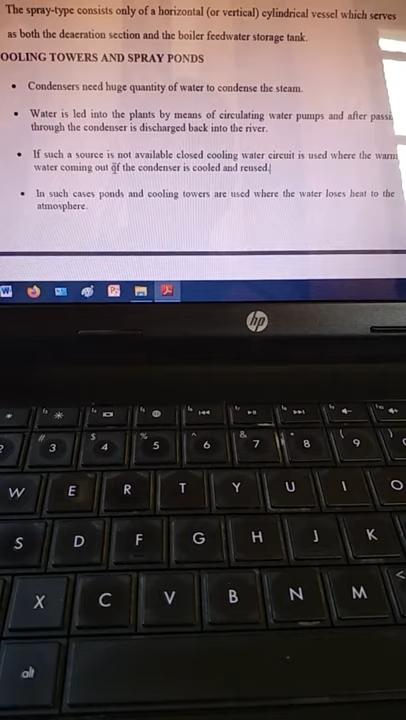 The spray-type consists only of a horizontal (or vertical) cylindrical vessel which serves
as both the deaeration section and the boiler feedwater storage tank.
OOLING TOWERS AND SPRAY PONDS
• Condensers need huge quantity of water to condense the steam.
• Water is led into the plants by means of circulating water pumps and after passi
through the condenser is discharged back into the river.
• If such a source is not available closed cooling water circuit is used where the warm
water coming out of the condenser is cooled and reused.
• In such cases ponds and cooling towers are used where the water loses heat to the
atmosphere.
hp
# 3 $ 4 % 5 ^ 6 & 7 * 8 ( 9 )
W E R T Y U I O
S D F G H J K
X C V B N M <
alt